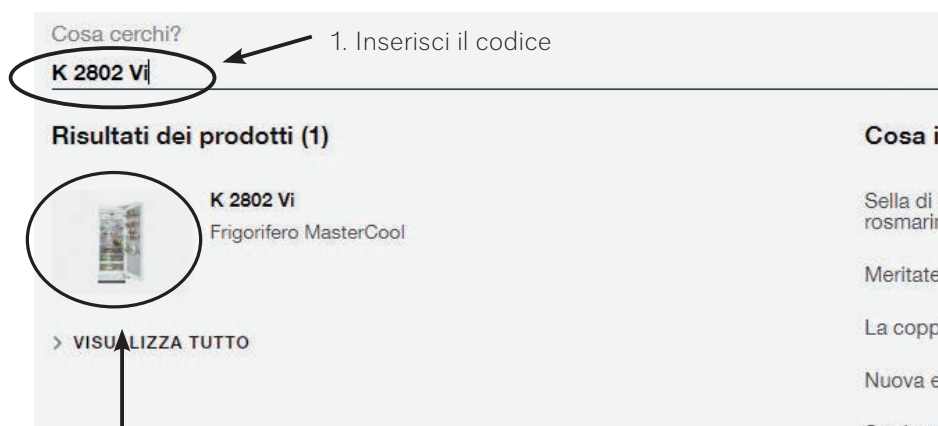 Cosa cerchi?
1. Inserisci il codice
K 2802 Vi
Risultati dei prodotti (1)
K 2802 Vi
Frigorifero MasterCool
> VISUALIZZA TUTTO
Cosa i
Sella di
rosmarin
Meritate
La copp
Nuova e